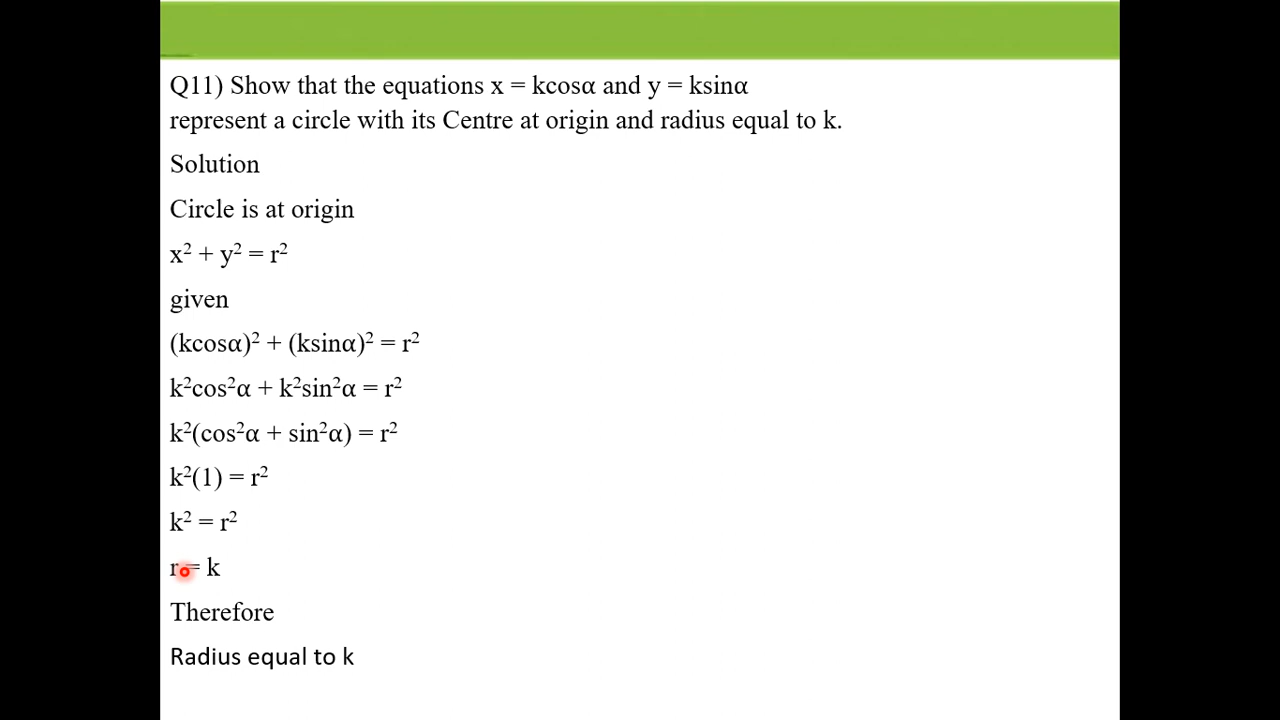 Q11) Show that the equations x = kcosα and y = ksinα
represent a circle with its Centre at origin and radius equal to k.
Solution
Circle is at origin
x² + y² = r²
given
(kcosα)² + (ksinα)² = r²
k²cos²α + k²sin²α = r²
k²(cos²α + sin²α) = r²
k²(1) = r²
k² = r²
r = k
Therefore
Radius equal to k